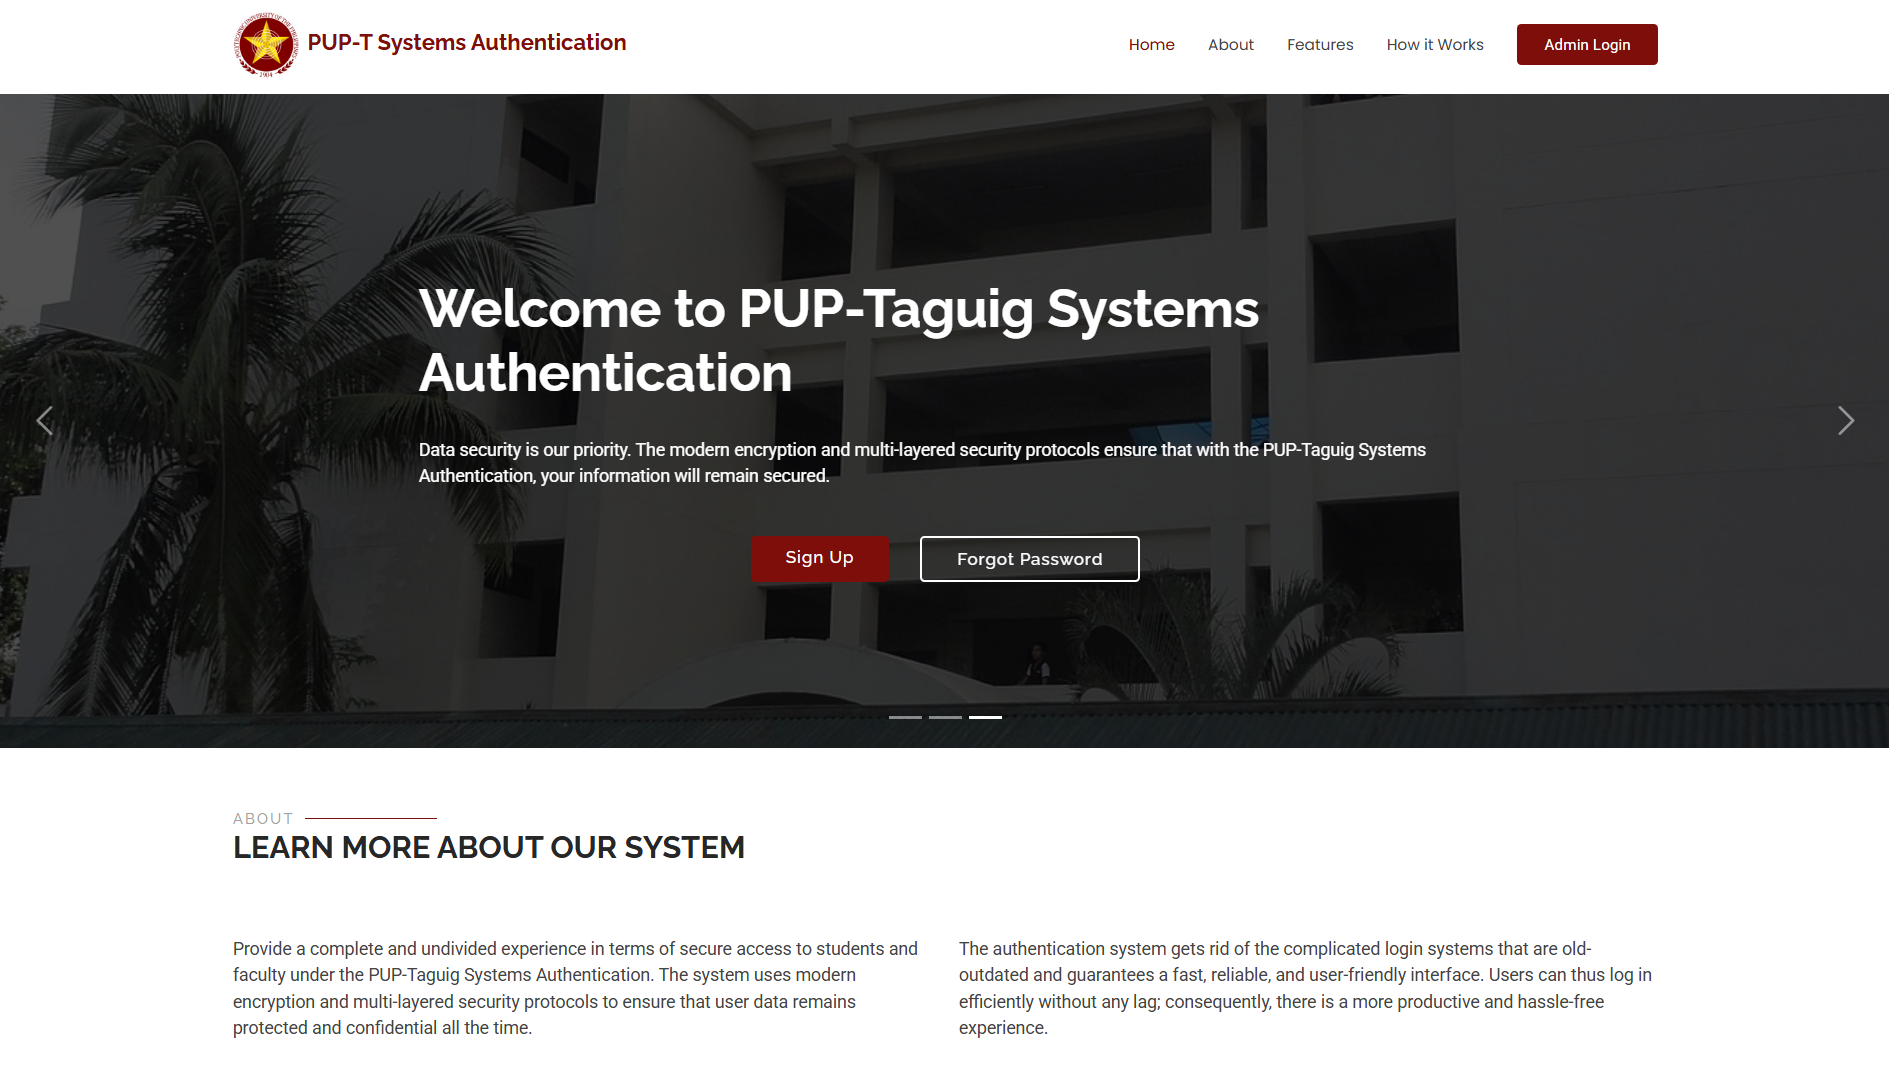 PUP-T Systems Authentication
Home
About
Features
How it Works
Admin Login
Welcome to PUP-Taguig Systems
Authentication
Data security is our priority. The modern encryption and multi-layered security protocols ensure that with the PUP-Taguig Systems
Authentication, your information will remain secured.
Sign Up
Forgot Password
ABOUT
LEARN MORE ABOUT OUR SYSTEM
Provide a complete and undivided experience in terms of secure access to students and
faculty under the PUP-Taguig Systems Authentication. The system uses modern
encryption and multi-layered security protocols to ensure that user data remains
protected and confidential all the time.
The authentication system gets rid of the complicated login systems that are old-
outdated and guarantees a fast, reliable, and user-friendly interface. Users can thus log in
efficiently without any lag; consequently, there is a more productive and hassle-free
experience.
1904